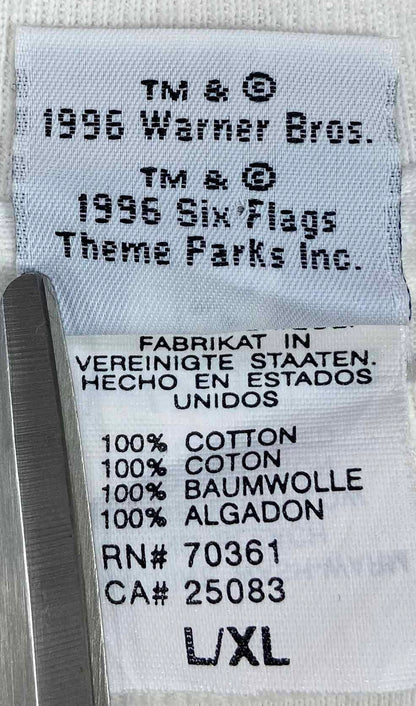 TM & ©
1996 Warner Bros.
TM & ©
1996 Six Flags
Theme Parks Inc.
FABRIKAT IN
VEREINIGTE STAATEN.
HECHO EN ESTADOS
UNIDOS
100% COTTON
100% COTON
100% BAUMWOLLE
100% ALGADON
RN# 70361
CA# 25083
L/XL